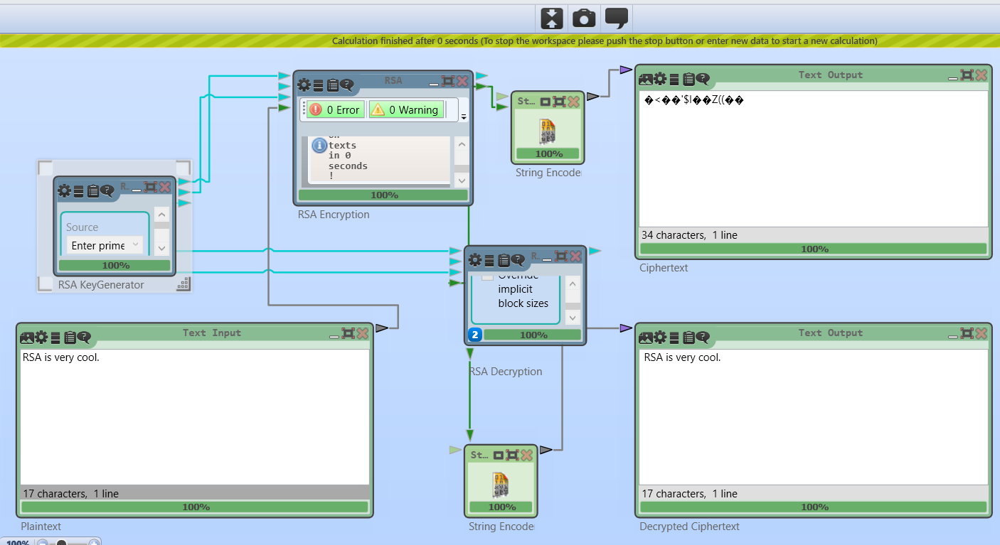 Calculation finished after 0 seconds (To stop the workspace please push the stop button or enter new data to start a new calculation)
RSA
0 Error
0 Warning
texts
in 0
seconds
!
100%
RSA Encryption
St...
100%
String Encode
Text Output
�<��'$I��Z((��
34 characters, 1 line
100%
Ciphertext
R..
Source
Enter prime
100%
RSA KeyGenerator
R..
Override
implicit
block sizes
2
100%
RSA Decryption
Text Input
RSA is very cool.
17 characters, 1 line
100%
Plaintext
St...
100%
String Encode
Text Output
RSA is very cool.
17 characters, 1 line
100%
Decrypted Ciphertext
100%